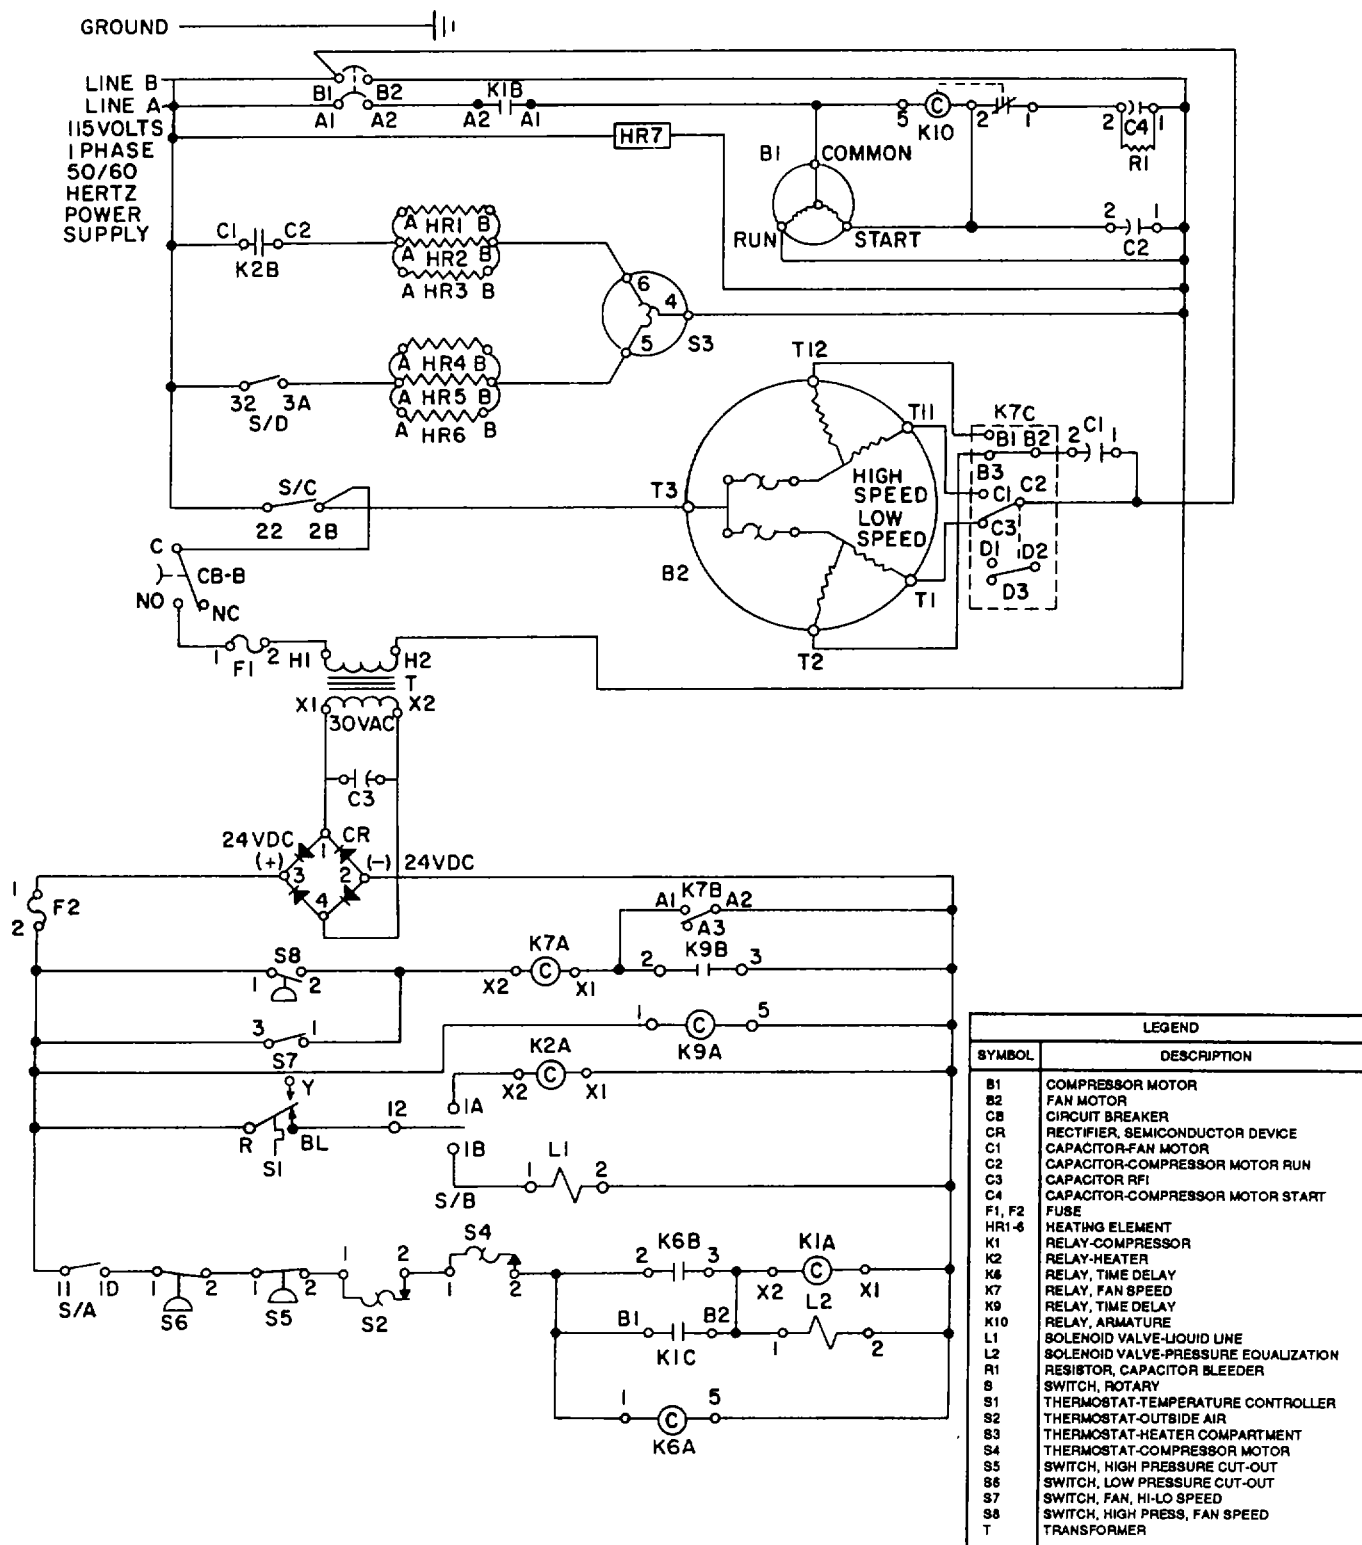 GROUND
LINE B
LINE A
115 VOLTS
1 PHASE
50/60
HERTZ
POWER
SUPPLY
B1 B2
A1 A2
K1B
A2 A1
HR7
5 K10 2 1
2 C4 1
R1
B1 COMMON
RUN START
2 C2 1
C1 C2
K2B
A HR1 B
A HR2 B
A HR3 B
6 4
5 S3
A HR4 B
A HR5 B
A HR6 B
32 3A
S/D
T12
T11
K7C
B1 B2 2 C1 1
B3
HIGH
SPEED
LOW
SPEED
C1 C2
C3
D1 D2
D3
T3
B2
T1
T2
S/C
22 2B
C
CB-B
NO NC
1 F1 2 H1 H2
T
X1 X2
30VAC
C3
24VDC CR
(+) 3 1 2 (-) 24VDC
4
1
F2
2
A1 K7B A2
A3
S8
1 2
K7A
X2 X1
2 K9B 3
3 1
S7
1 5
K9A
K2A
X2 X1
Y
R BL
S1
12
1A
1B
S/B
L1
1 2
11 1D
S/A
1 2
S6
1 2
S5
1 2
S2
S4
1 2
K6B
2 3
K1A
X2 X1
B1 B2
K1C
L2
1 2
1 5
K6A
LEGEND
SYMBOL DESCRIPTION
B1 COMPRESSOR MOTOR
B2 FAN MOTOR
CB CIRCUIT BREAKER
CR RECTIFIER, SEMICONDUCTOR DEVICE
C1 CAPACITOR-FAN MOTOR
C2 CAPACITOR-COMPRESSOR MOTOR RUN
C3 CAPACITOR RFI
C4 CAPACITOR-COMPRESSOR MOTOR START
F1, F2 FUSE
HR1-6 HEATING ELEMENT
K1 RELAY-COMPRESSOR
K2 RELAY-HEATER
K6 RELAY, TIME DELAY
K7 RELAY, FAN SPEED
K9 RELAY, TIME DELAY
K10 RELAY, ARMATURE
L1 SOLENOID VALVE-LIQUID LINE
L2 SOLENOID VALVE-PRESSURE EQUALIZATION
R1 RESISTOR, CAPACITOR BLEEDER
S SWITCH, ROTARY
S1 THERMOSTAT-TEMPERATURE CONTROLLER
S2 THERMOSTAT-OUTSIDE AIR
S3 THERMOSTAT-HEATER COMPARTMENT
S4 THERMOSTAT-COMPRESSOR MOTOR
S5 SWITCH, HIGH PRESSURE CUT-OUT
S6 SWITCH, LOW PRESSURE CUT-OUT
S7 SWITCH, FAN, HI-LO SPEED
S8 SWITCH, HIGH PRESS, FAN SPEED
T TRANSFORMER